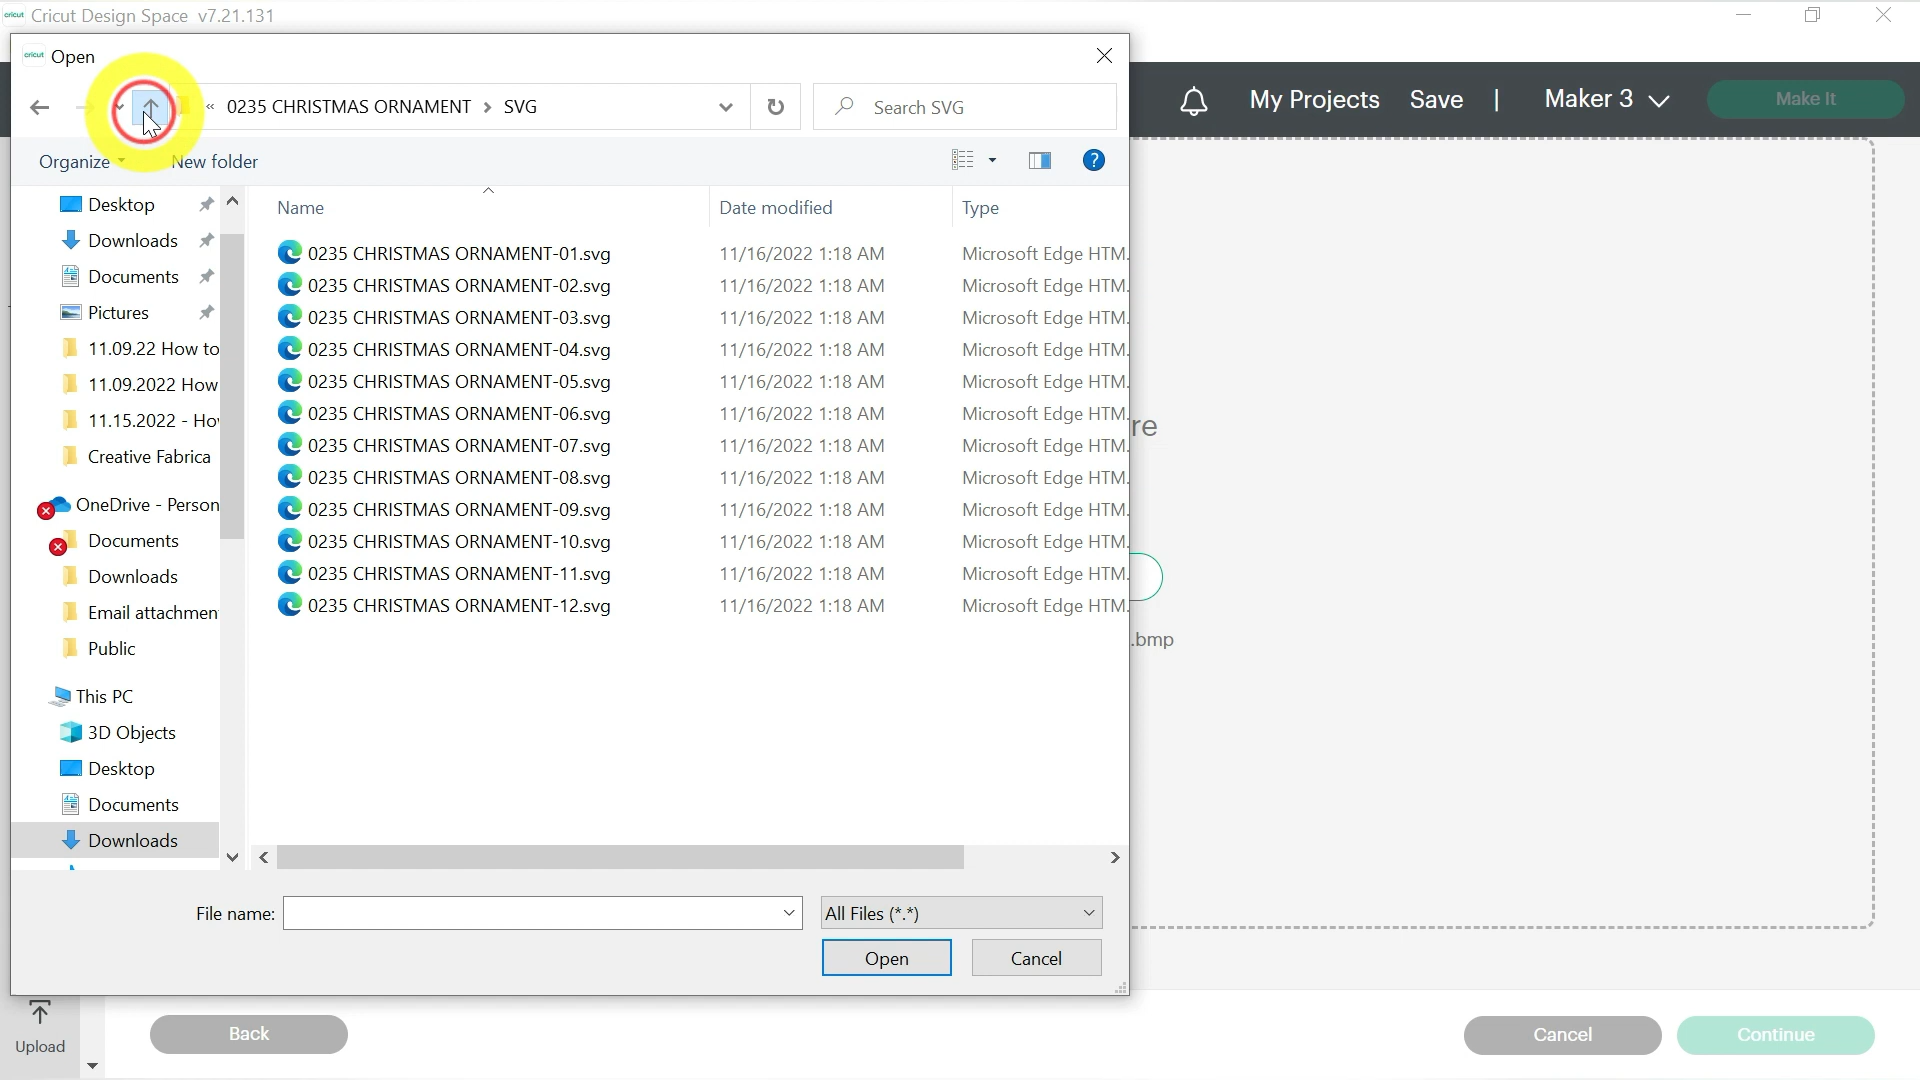 cricut Cricut Design Space v7.21.131
cricut Open
« 0235 CHRISTMAS ORNAMENT > SVG
Search SVG
My Projects Save | Maker 3 Make It
Organize New folder
Name Date modified Type
Desktop
Downloads
Documents
Pictures
11.09.22 How to
11.09.2022 How
11.15.2022 - How
Creative Fabrica
OneDrive - Person
Documents
Downloads
Email attachmen
Public
This PC
3D Objects
Desktop
Documents
Downloads
0235 CHRISTMAS ORNAMENT-01.svg 11/16/2022 1:18 AM Microsoft Edge HTM.
0235 CHRISTMAS ORNAMENT-02.svg 11/16/2022 1:18 AM Microsoft Edge HTM.
0235 CHRISTMAS ORNAMENT-03.svg 11/16/2022 1:18 AM Microsoft Edge HTM.
0235 CHRISTMAS ORNAMENT-04.svg 11/16/2022 1:18 AM Microsoft Edge HTM.
0235 CHRISTMAS ORNAMENT-05.svg 11/16/2022 1:18 AM Microsoft Edge HTM.
0235 CHRISTMAS ORNAMENT-06.svg 11/16/2022 1:18 AM Microsoft Edge HTM.
0235 CHRISTMAS ORNAMENT-07.svg 11/16/2022 1:18 AM Microsoft Edge HTM.
0235 CHRISTMAS ORNAMENT-08.svg 11/16/2022 1:18 AM Microsoft Edge HTM.
0235 CHRISTMAS ORNAMENT-09.svg 11/16/2022 1:18 AM Microsoft Edge HTM.
0235 CHRISTMAS ORNAMENT-10.svg 11/16/2022 1:18 AM Microsoft Edge HTM.
0235 CHRISTMAS ORNAMENT-11.svg 11/16/2022 1:18 AM Microsoft Edge HTM.
0235 CHRISTMAS ORNAMENT-12.svg 11/16/2022 1:18 AM Microsoft Edge HTM.
re
.bmp
File name: All Files (*.*)
Open Cancel
Upload
Back Cancel Continue